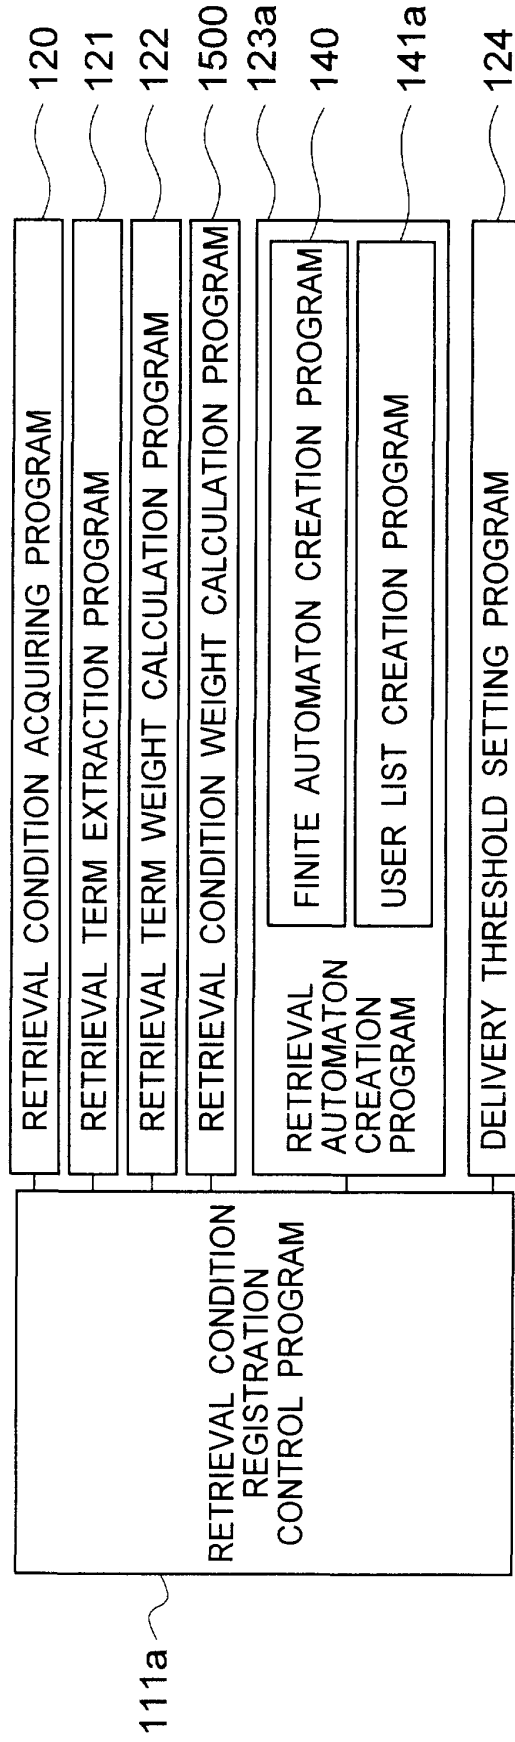 111a
RETRIEVAL CONDITION
REGISTRATION
CONTROL PROGRAM
RETRIEVAL CONDITION ACQUIRING PROGRAM
120
RETRIEVAL TERM EXTRACTION PROGRAM
121
RETRIEVAL TERM WEIGHT CALCULATION PROGRAM
122
RETRIEVAL CONDITION WEIGHT CALCULATION PROGRAM
1500
123a
RETRIEVAL
AUTOMATON
CREATION
PROGRAM
FINITE AUTOMATON CREATION PROGRAM
140
USER LIST CREATION PROGRAM
141a
DELIVERY THRESHOLD SETTING PROGRAM
124